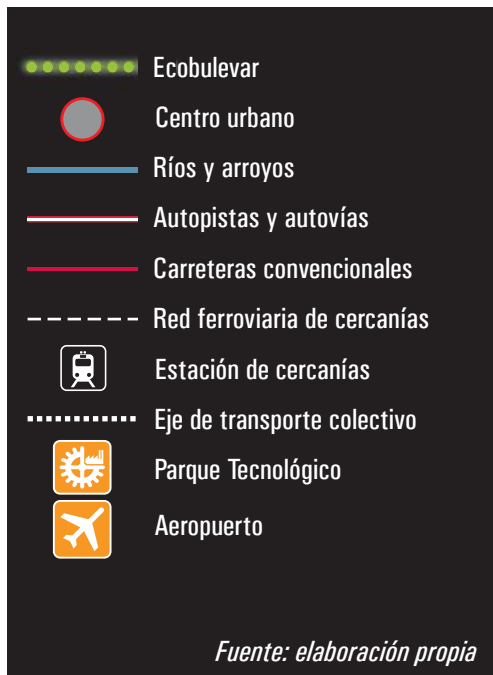 Ecobulevar
Centro urbano
Ríos y arroyos
Autopistas y autovías
Carreteras convencionales
Red ferroviaria de cercanías
Estación de cercanías
Eje de transporte colectivo
Parque Tecnológico
Aeropuerto
Fuente: elaboración propia